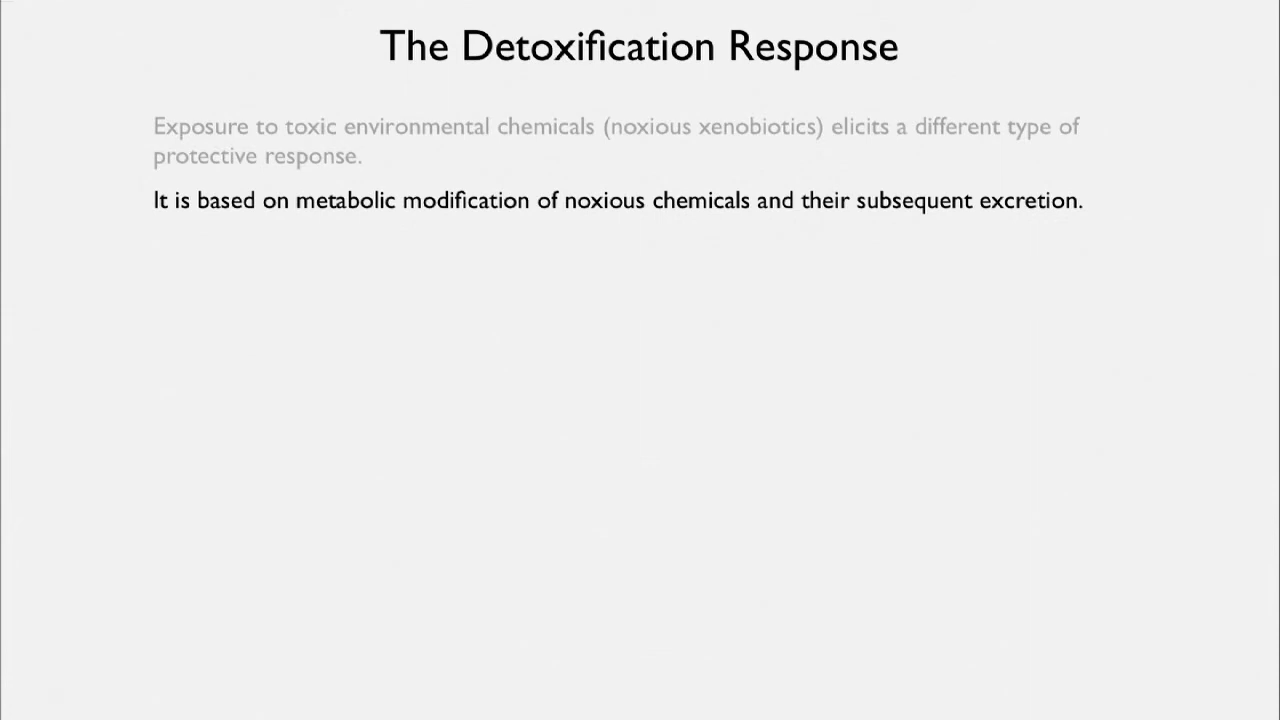 The Detoxification Response
Exposure to toxic environmental chemicals (noxious xenobiotics) elicits a different type of
protective response.
It is based on metabolic modification of noxious chemicals and their subsequent excretion.